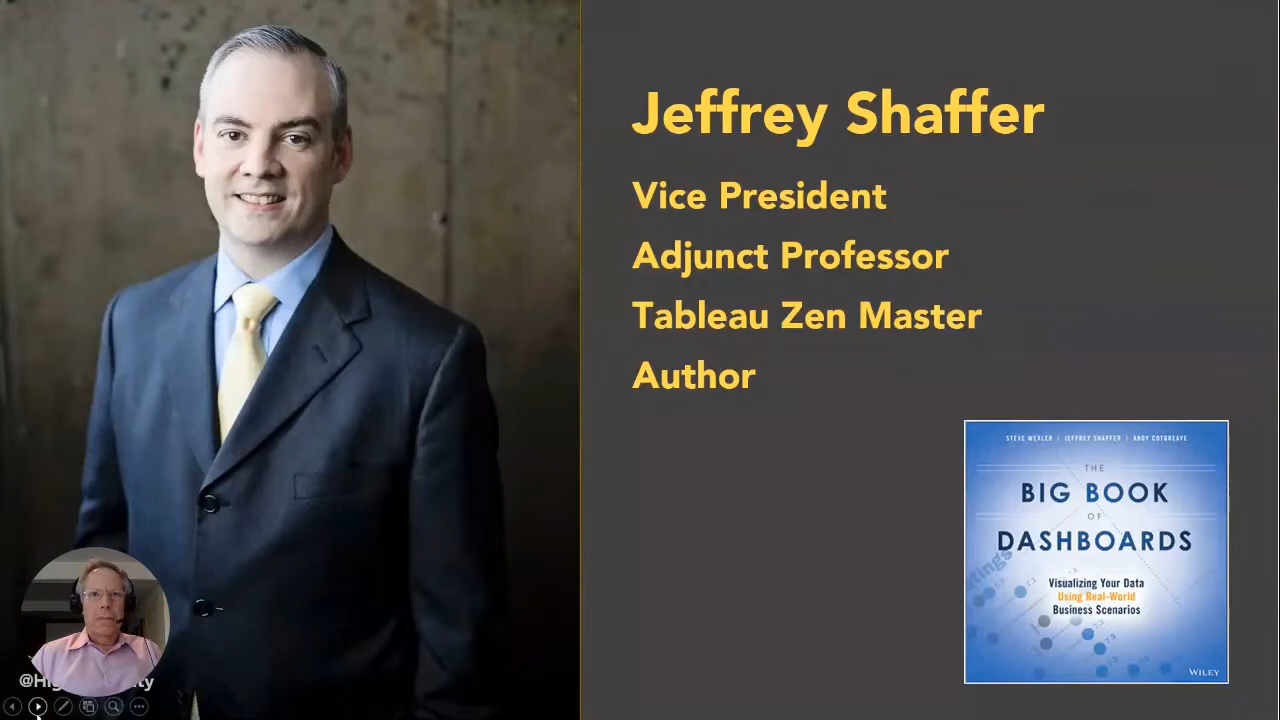 Jeffrey Shaffer
Vice President
Adjunct Professor
Tableau Zen Master
Author
STEVE WEXLER | JEFFREY SHAFFER | ANDY COTGREAVE
THE
BIG BOOK
OF
DASHBOARDS
Visualizing Your Data
Using Real-World
Business Scenarios
WILEY